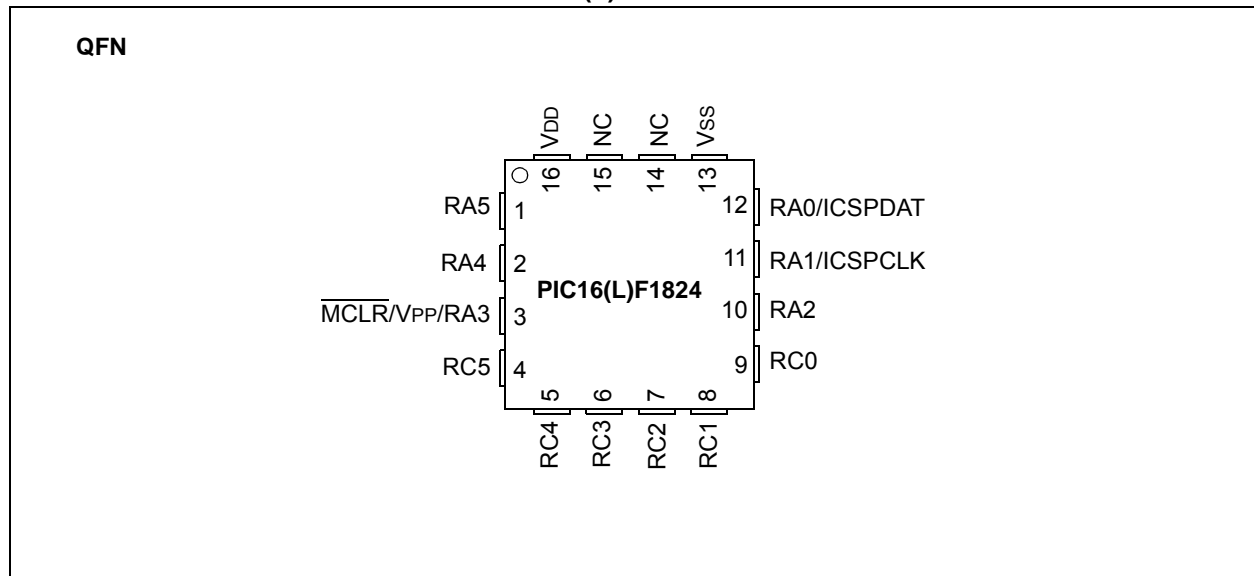 QFN
VDD
NC
NC
VSS
16
15
14
13
RA5 1
12 RA0/ICSPDAT
RA4 2
11 RA1/ICSPCLK
PIC16(L)F1824
MCLR/VPP/RA3 3
10 RA2
RC5 4
9 RC0
5
6
7
8
RC4
RC3
RC2
RC1